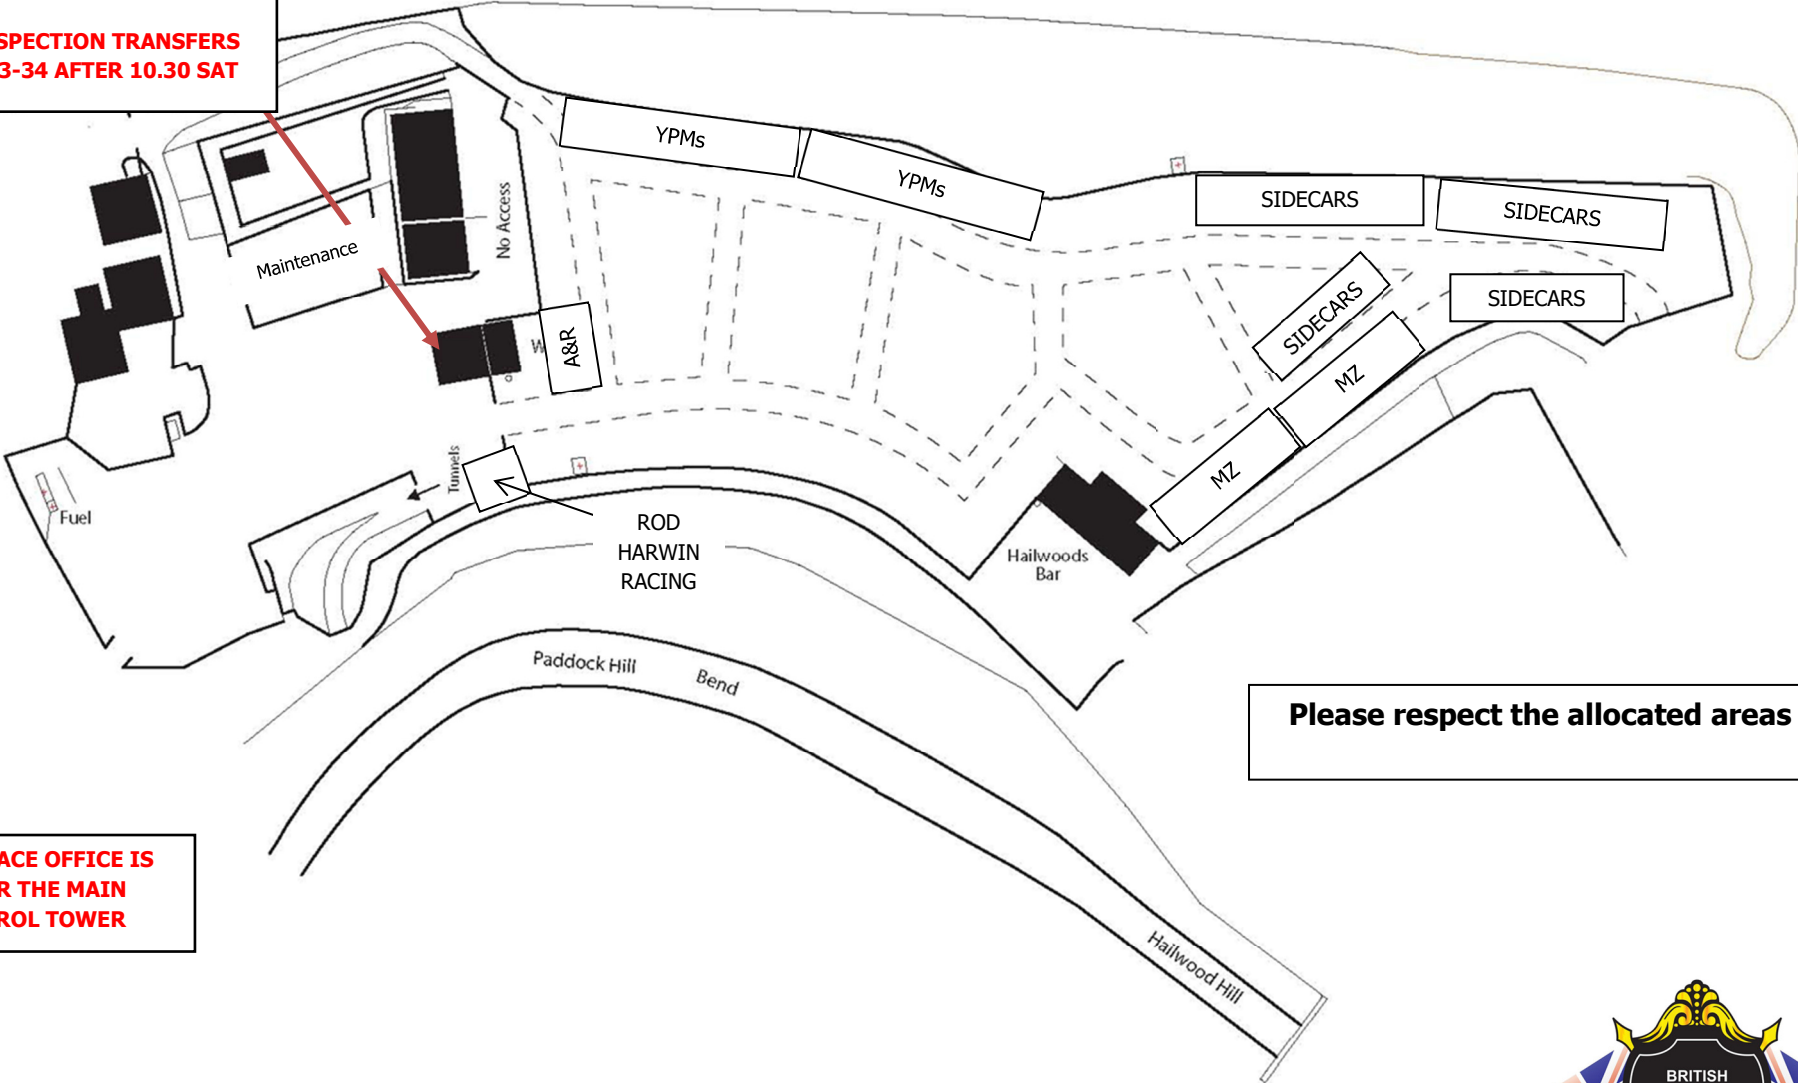 SPECTION TRANSFERS
3-34 AFTER 10.30 SAT
YPMs
YPMs
SIDECARS
SIDECARS
SIDECARS
SIDECARS
MZ
MZ
No Access
Maintenance
A&R
W
Tunnels
Fuel
ROD
HARWIN
RACING
Hailwoods
Bar
Paddock Hill Bend
Please respect the allocated areas
ACE OFFICE IS
R THE MAIN
ROL TOWER
Hailwood Hill
BRITISH